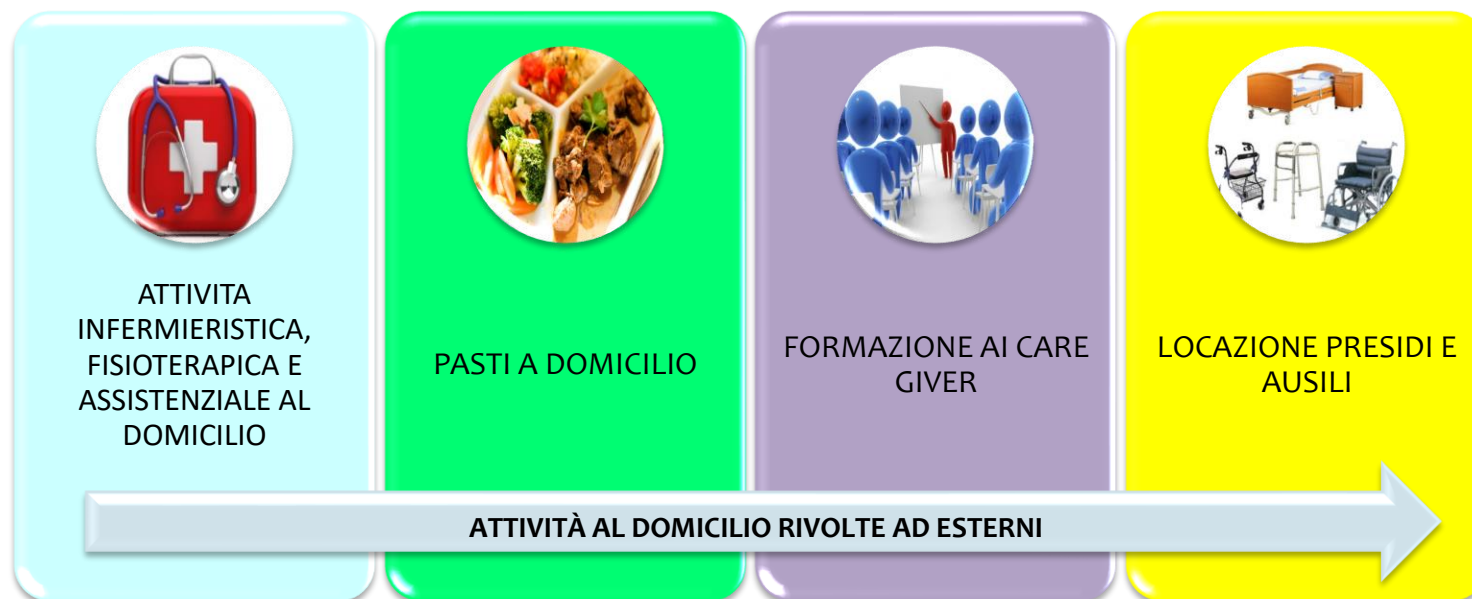 ATTIVITA
INFERMIERISTICA,
FISIOTERAPICA E
ASSISTENZIALE AL
DOMICILIO
PASTI A DOMICILIO
FORMAZIONE AI CARE
GIVER
LOCAZIONE PRESIDI E
AUSILI
ATTIVITÀ AL DOMICILIO RIVOLTE AD ESTERNI